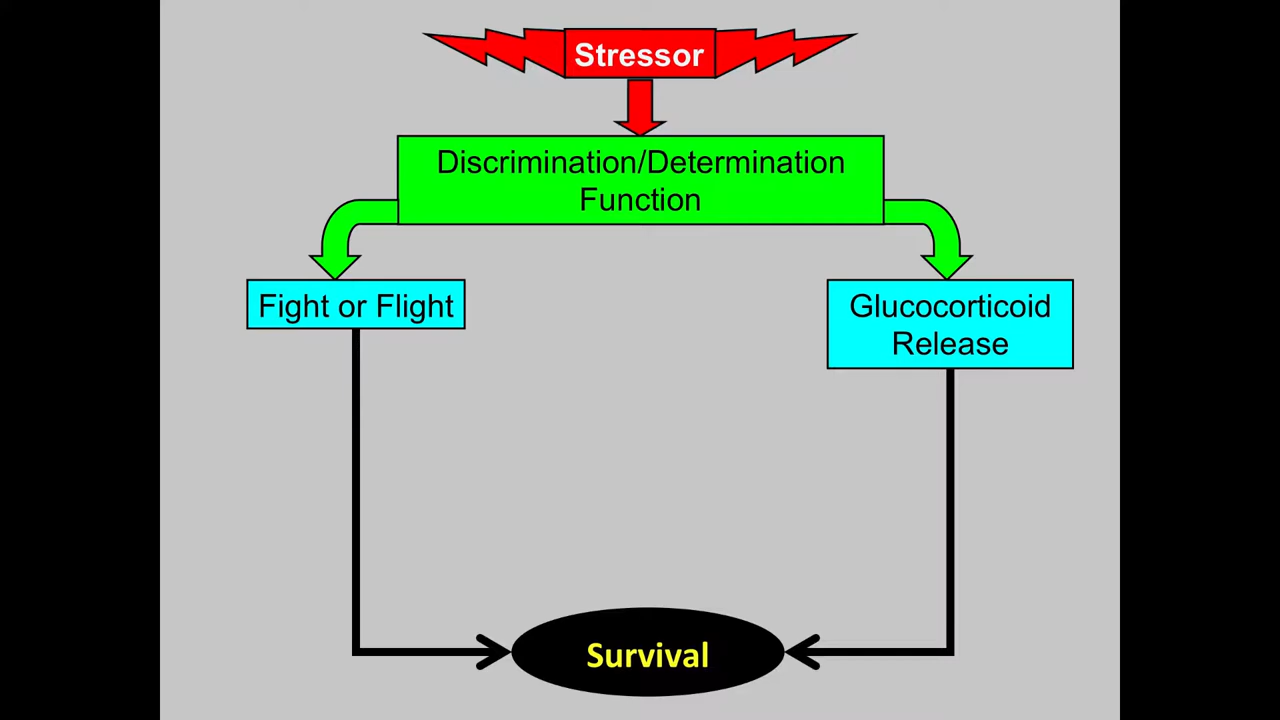 Stressor
Discrimination/Determination
Function
Fight or Flight
Glucocorticoid
Release
Survival